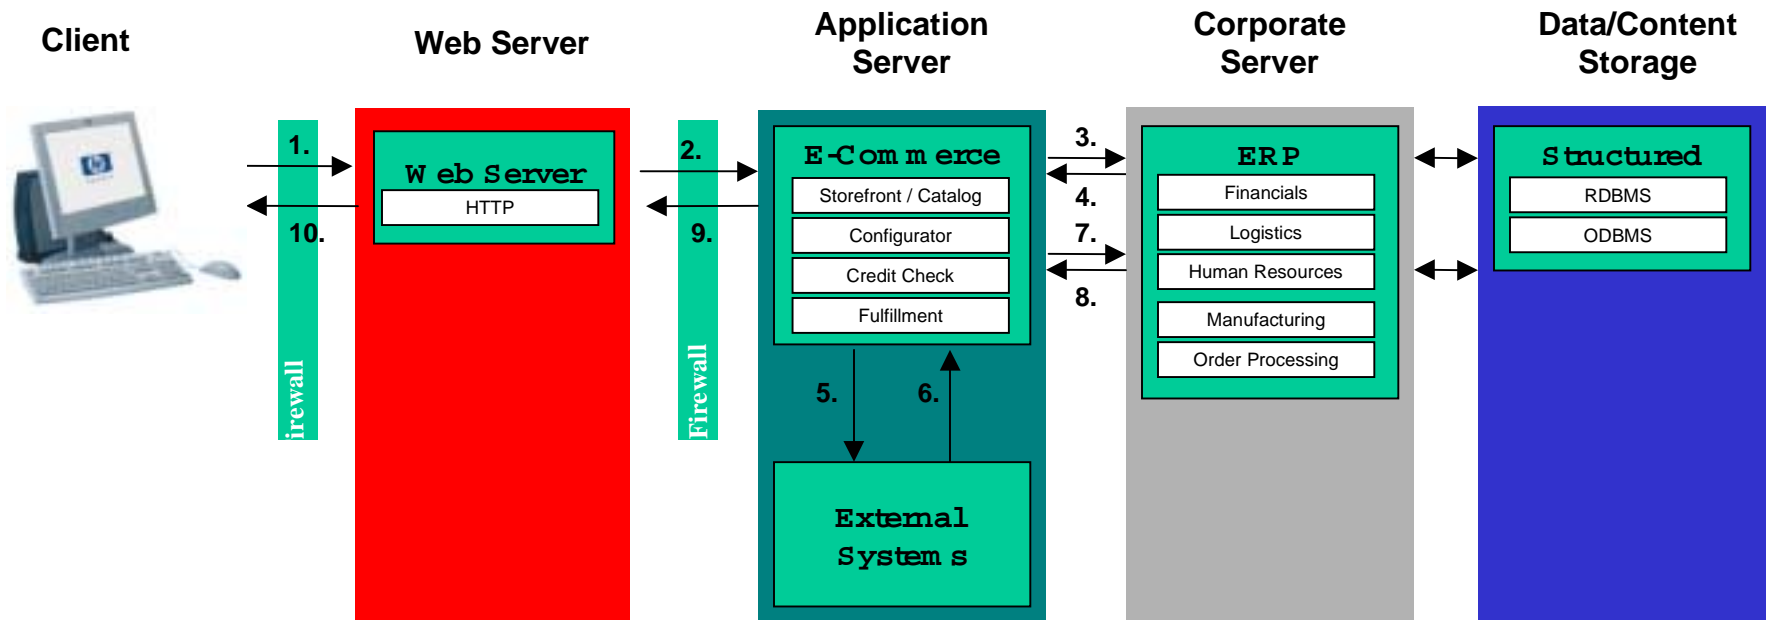 Client
Web Server
Application
Server
Corporate
Server
Data/Content
Storage
1.
10.
irewall
Web Server
HTTP
2.
9.
Firewall
E-Commerce
Storefront / Catalog
Configurator
Credit Check
Fulfillment
5.
6.
External
Systems
3.
4.
7.
8.
ERP
Financials
Logistics
Human Resources
Manufacturing
Order Processing
Structured
RDBMS
ODBMS
hp